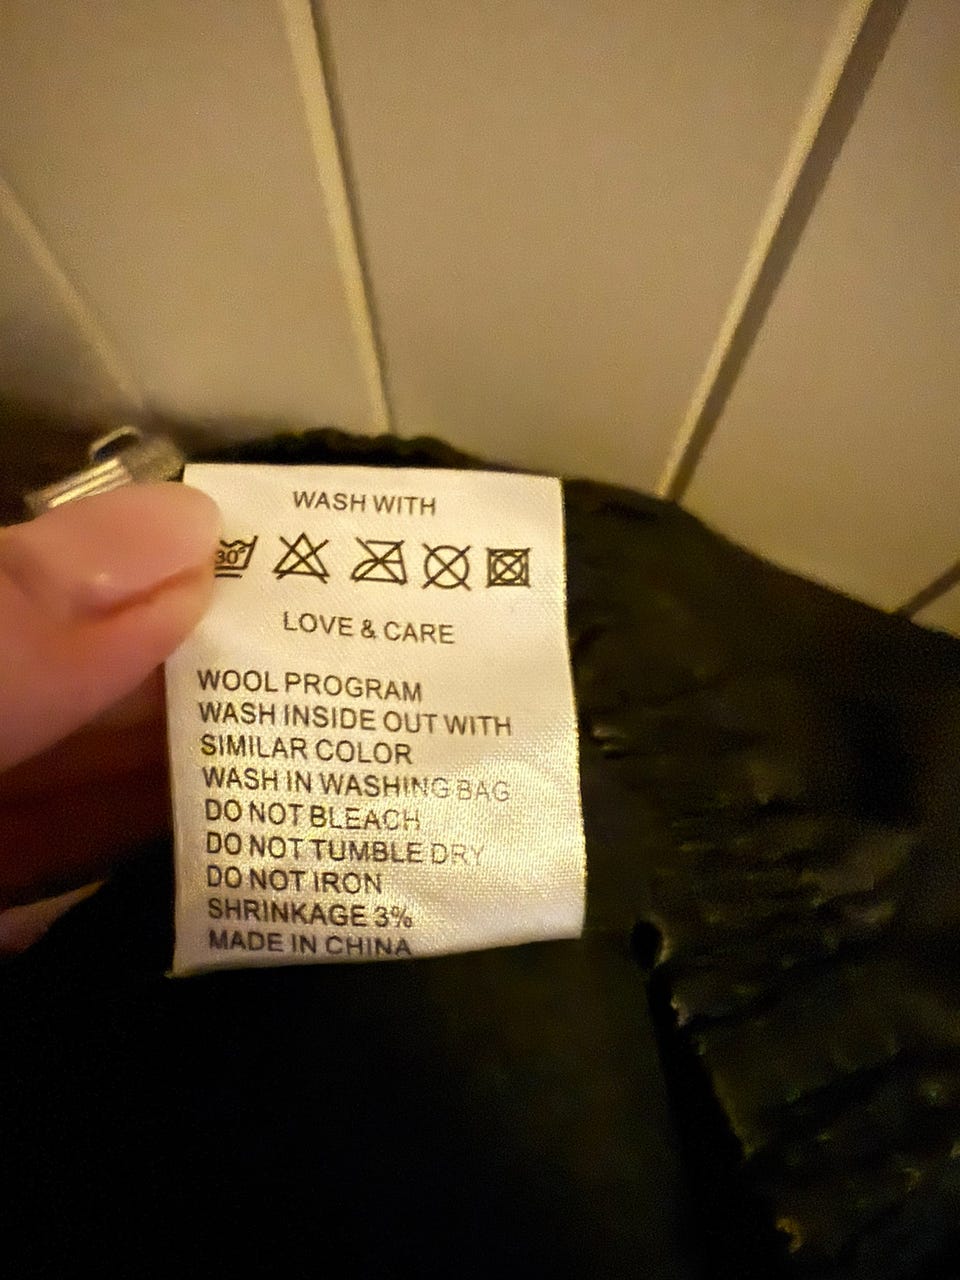 WASH WITH
30°
LOVE & CARE
WOOL PROGRAM
WASH INSIDE OUT WITH
SIMILAR COLOR
WASH IN WASHING BAG
DO NOT BLEACH
DO NOT TUMBLE DRY
DO NOT IRON
SHRINKAGE 3%
MADE IN CHINA